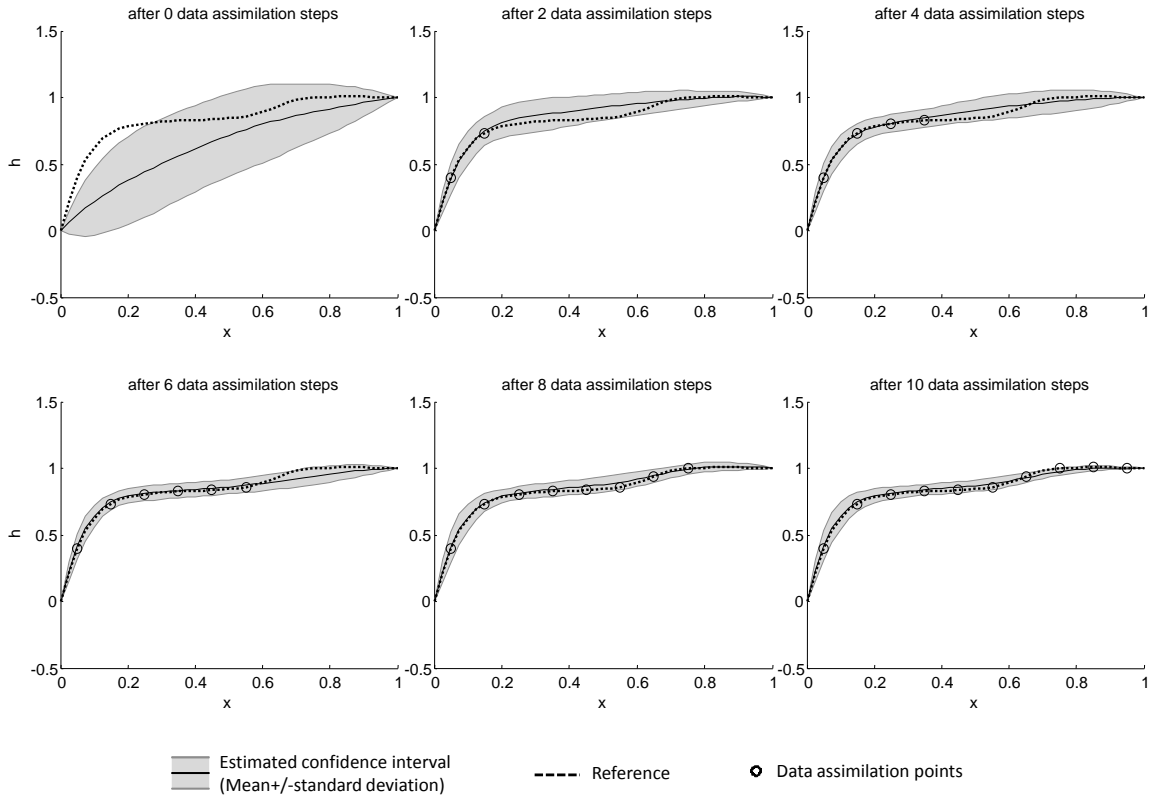 after 0 data assimilation steps
after 2 data assimilation steps
after 4 data assimilation steps
1.5
1
0.5
0
-0.5
h
0 0.2 0.4 0.6 0.8 1
x
1.5
1
0.5
0
-0.5
0 0.2 0.4 0.6 0.8 1
x
1.5
1
0.5
0
-0.5
0 0.2 0.4 0.6 0.8 1
x
after 6 data assimilation steps
after 8 data assimilation steps
after 10 data assimilation steps
1.5
1
0.5
0
-0.5
h
0 0.2 0.4 0.6 0.8 1
x
1.5
1
0.5
0
-0.5
0 0.2 0.4 0.6 0.8 1
x
1.5
1
0.5
0
-0.5
0 0.2 0.4 0.6 0.8 1
x
Estimated confidence interval
(Mean+/-standard deviation)
Reference
Data assimilation points